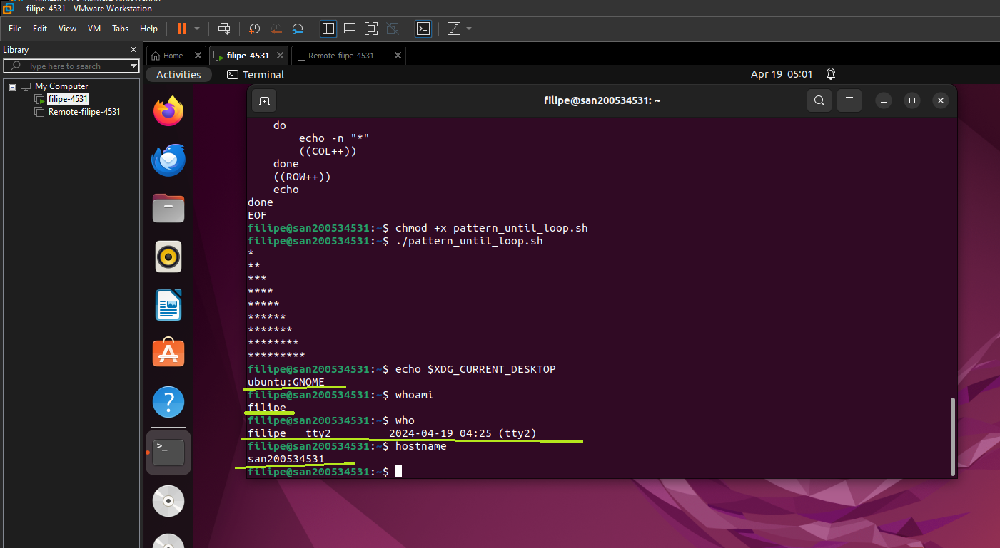 filipe-4531 - VMware Workstation
File Edit View VM Tabs Help
Library
Type here to search
My Computer
filipe-4531
Remote-filipe-4531
Home
filipe-4531
Remote-filipe-4531
Activities
Terminal
Apr 19 05:01
filipe@san200534531: ~
    do
        echo -n "*"
        ((COL++))
    done
    ((ROW++))
    echo
done
EOF
filipe@san200534531:~$ chmod +x pattern_until_loop.sh
filipe@san200534531:~$ ./pattern_until_loop.sh
*
**
***
****
*****
******
*******
********
*********
filipe@san200534531:~$ echo $XDG_CURRENT_DESKTOP
ubuntu:GNOME
filipe@san200534531:~$ whoami
filipe
filipe@san200534531:~$ who
filipe   tty2         2024-04-19 04:25 (tty2)
filipe@san200534531:~$ hostname
san200534531
filipe@san200534531:~$